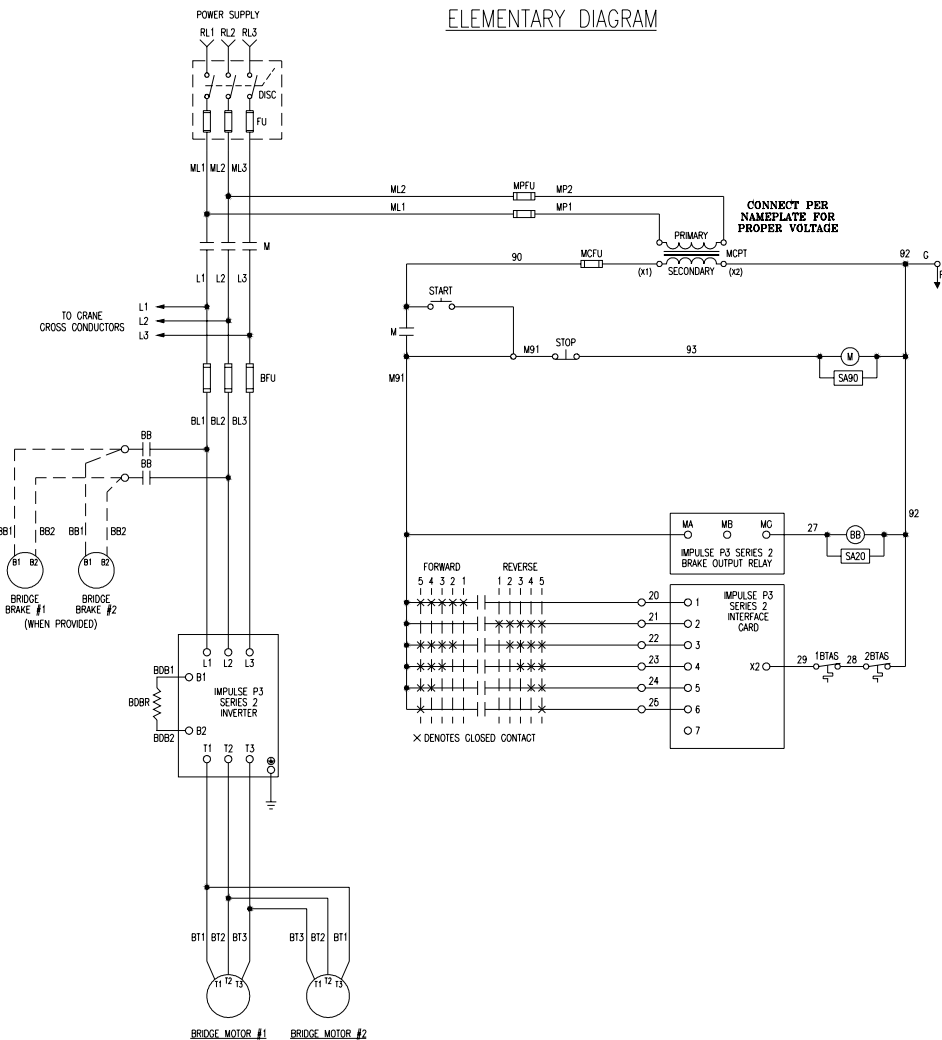 ELEMENTARY DIAGRAM
POWER SUPPLY
RL1 RL2 RL3
DISC
FU
ML1 ML2 ML3
ML2 MPFU MP2
ML1 MP1
CONNECT PER
NAMEPLATE FOR
PROPER VOLTAGE
PRIMARY
MCPT
M
90 MCFU
(X1) SECONDARY (X2)
92 G
L1 L2 L3
START
L1
L2
L3
TO CRANE
CROSS CONDUCTORS
M
STOP
M91 93 M
SA90
M91
BFU
BL1 BL2 BL3
BB
BB
BB1 BB2 BB1 BB2
B1 B2 B1 B2
BRIDGE
BRAKE #1
BRIDGE
BRAKE #2
(WHEN PROVIDED)
MA MB MC
27 BB
92
SA20
IMPULSE P3 SERIES 2
BRAKE OUTPUT RELAY
FORWARD REVERSE
5 4 3 2 1 1 2 3 4 5
20 1
21 2
22 3
23 4
24 5
25 6
7
IMPULSE P3
SERIES 2
INTERFACE
CARD
X2 29 1BTAS 28 2BTAS
X DENOTES CLOSED CONTACT
L1 L2 L3
BDB1
B1
BDBR
IMPULSE P3
SERIES 2
INVERTER
B2
BDB2
T1 T2 T3
BT1 BT2 BT3 BT3 BT2 BT1
T1 T2 T3 T1 T2 T3
BRIDGE MOTOR #1 BRIDGE MOTOR #2